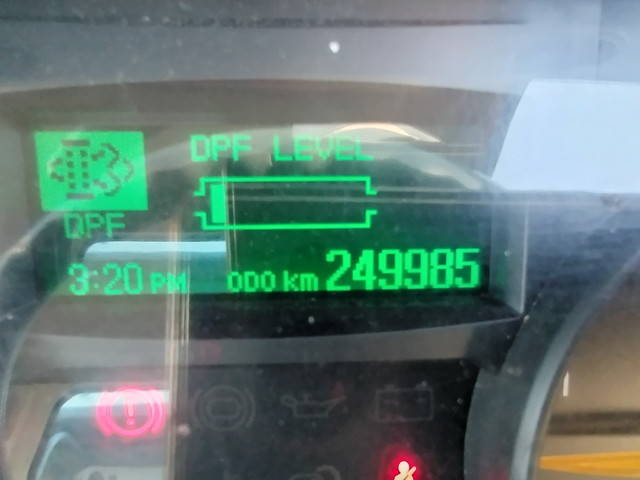 DPF LEVEL
DPF
3:20 PM ODO km 249985